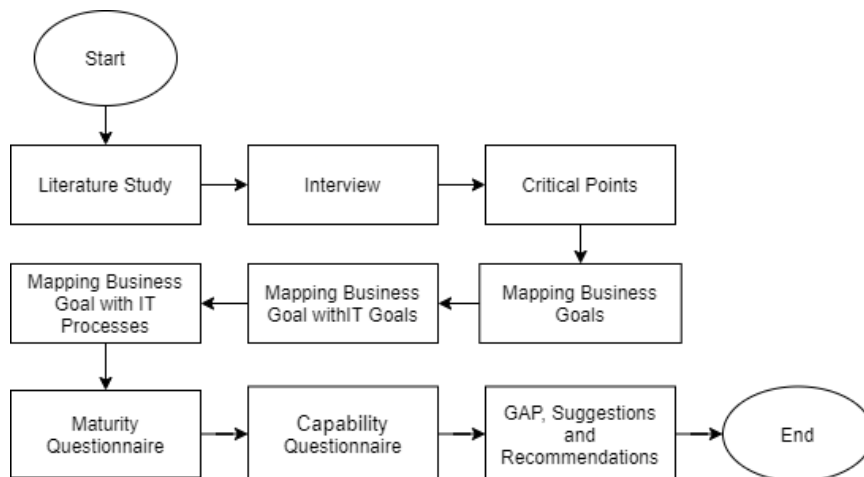 Start
Literature Study
Interview
Critical Points
Mapping Business
Goal with IT
Processes
Mapping Business
Goal withIT Goals
Mapping Business
Goals
Maturity
Questionnaire
Capability
Questionnaire
GAP, Suggestions
and
Recommendations
End